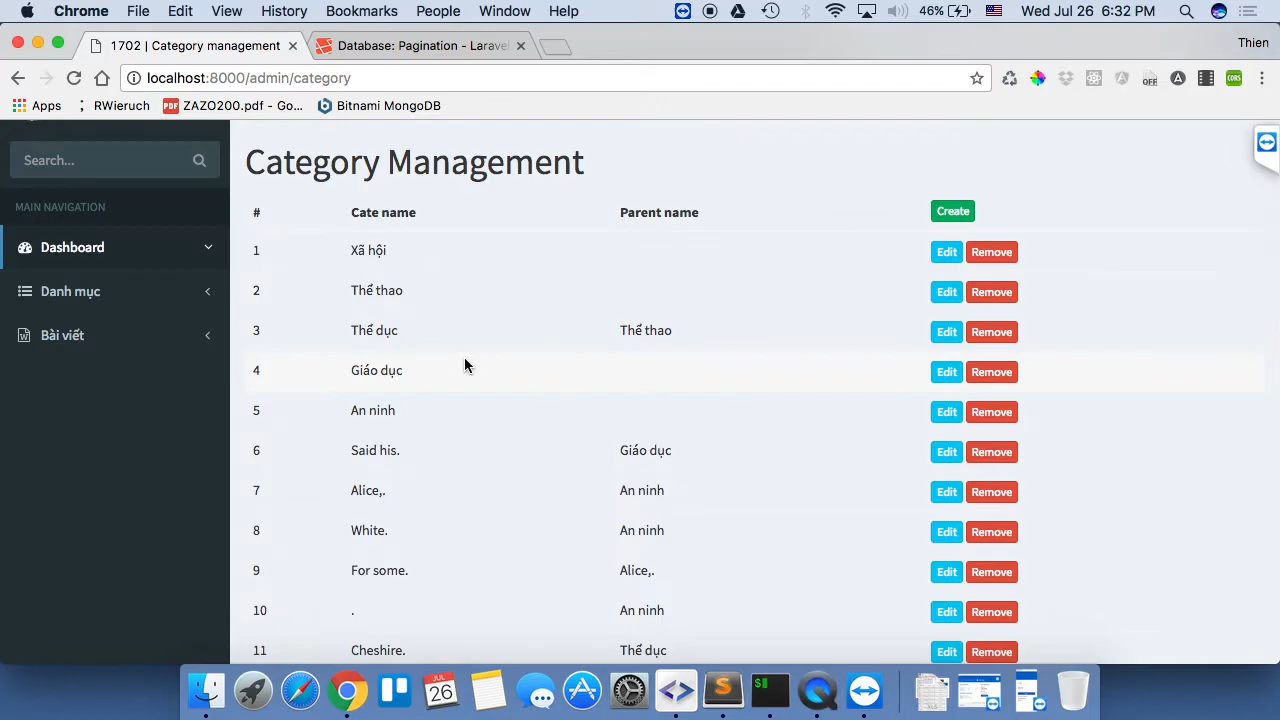 Chrome File Edit View History Bookmarks People Window Help 46% Wed Jul 26 6:32 PM
1702 | Category management
Database: Pagination - Laravel
Thien
localhost:8000/admin/category
OFF
CORS
Apps RWieruch ZAZO200.pdf - Go... Bitnami MongoDB
Search...
MAIN NAVIGATION
Dashboard
Danh mục
Bài viết
Category Management
# Cate name Parent name Create
1 Xã hội Edit Remove
2 Thể thao Edit Remove
3 Thể dục Thể thao Edit Remove
4 Giáo dục Edit Remove
5 An ninh Edit Remove
6 Said his. Giáo dục Edit Remove
7 Alice,. An ninh Edit Remove
8 White. An ninh Edit Remove
9 For some. Alice,. Edit Remove
10 . An ninh Edit Remove
11 Cheshire. Thể dục Edit Remove
JUL
26